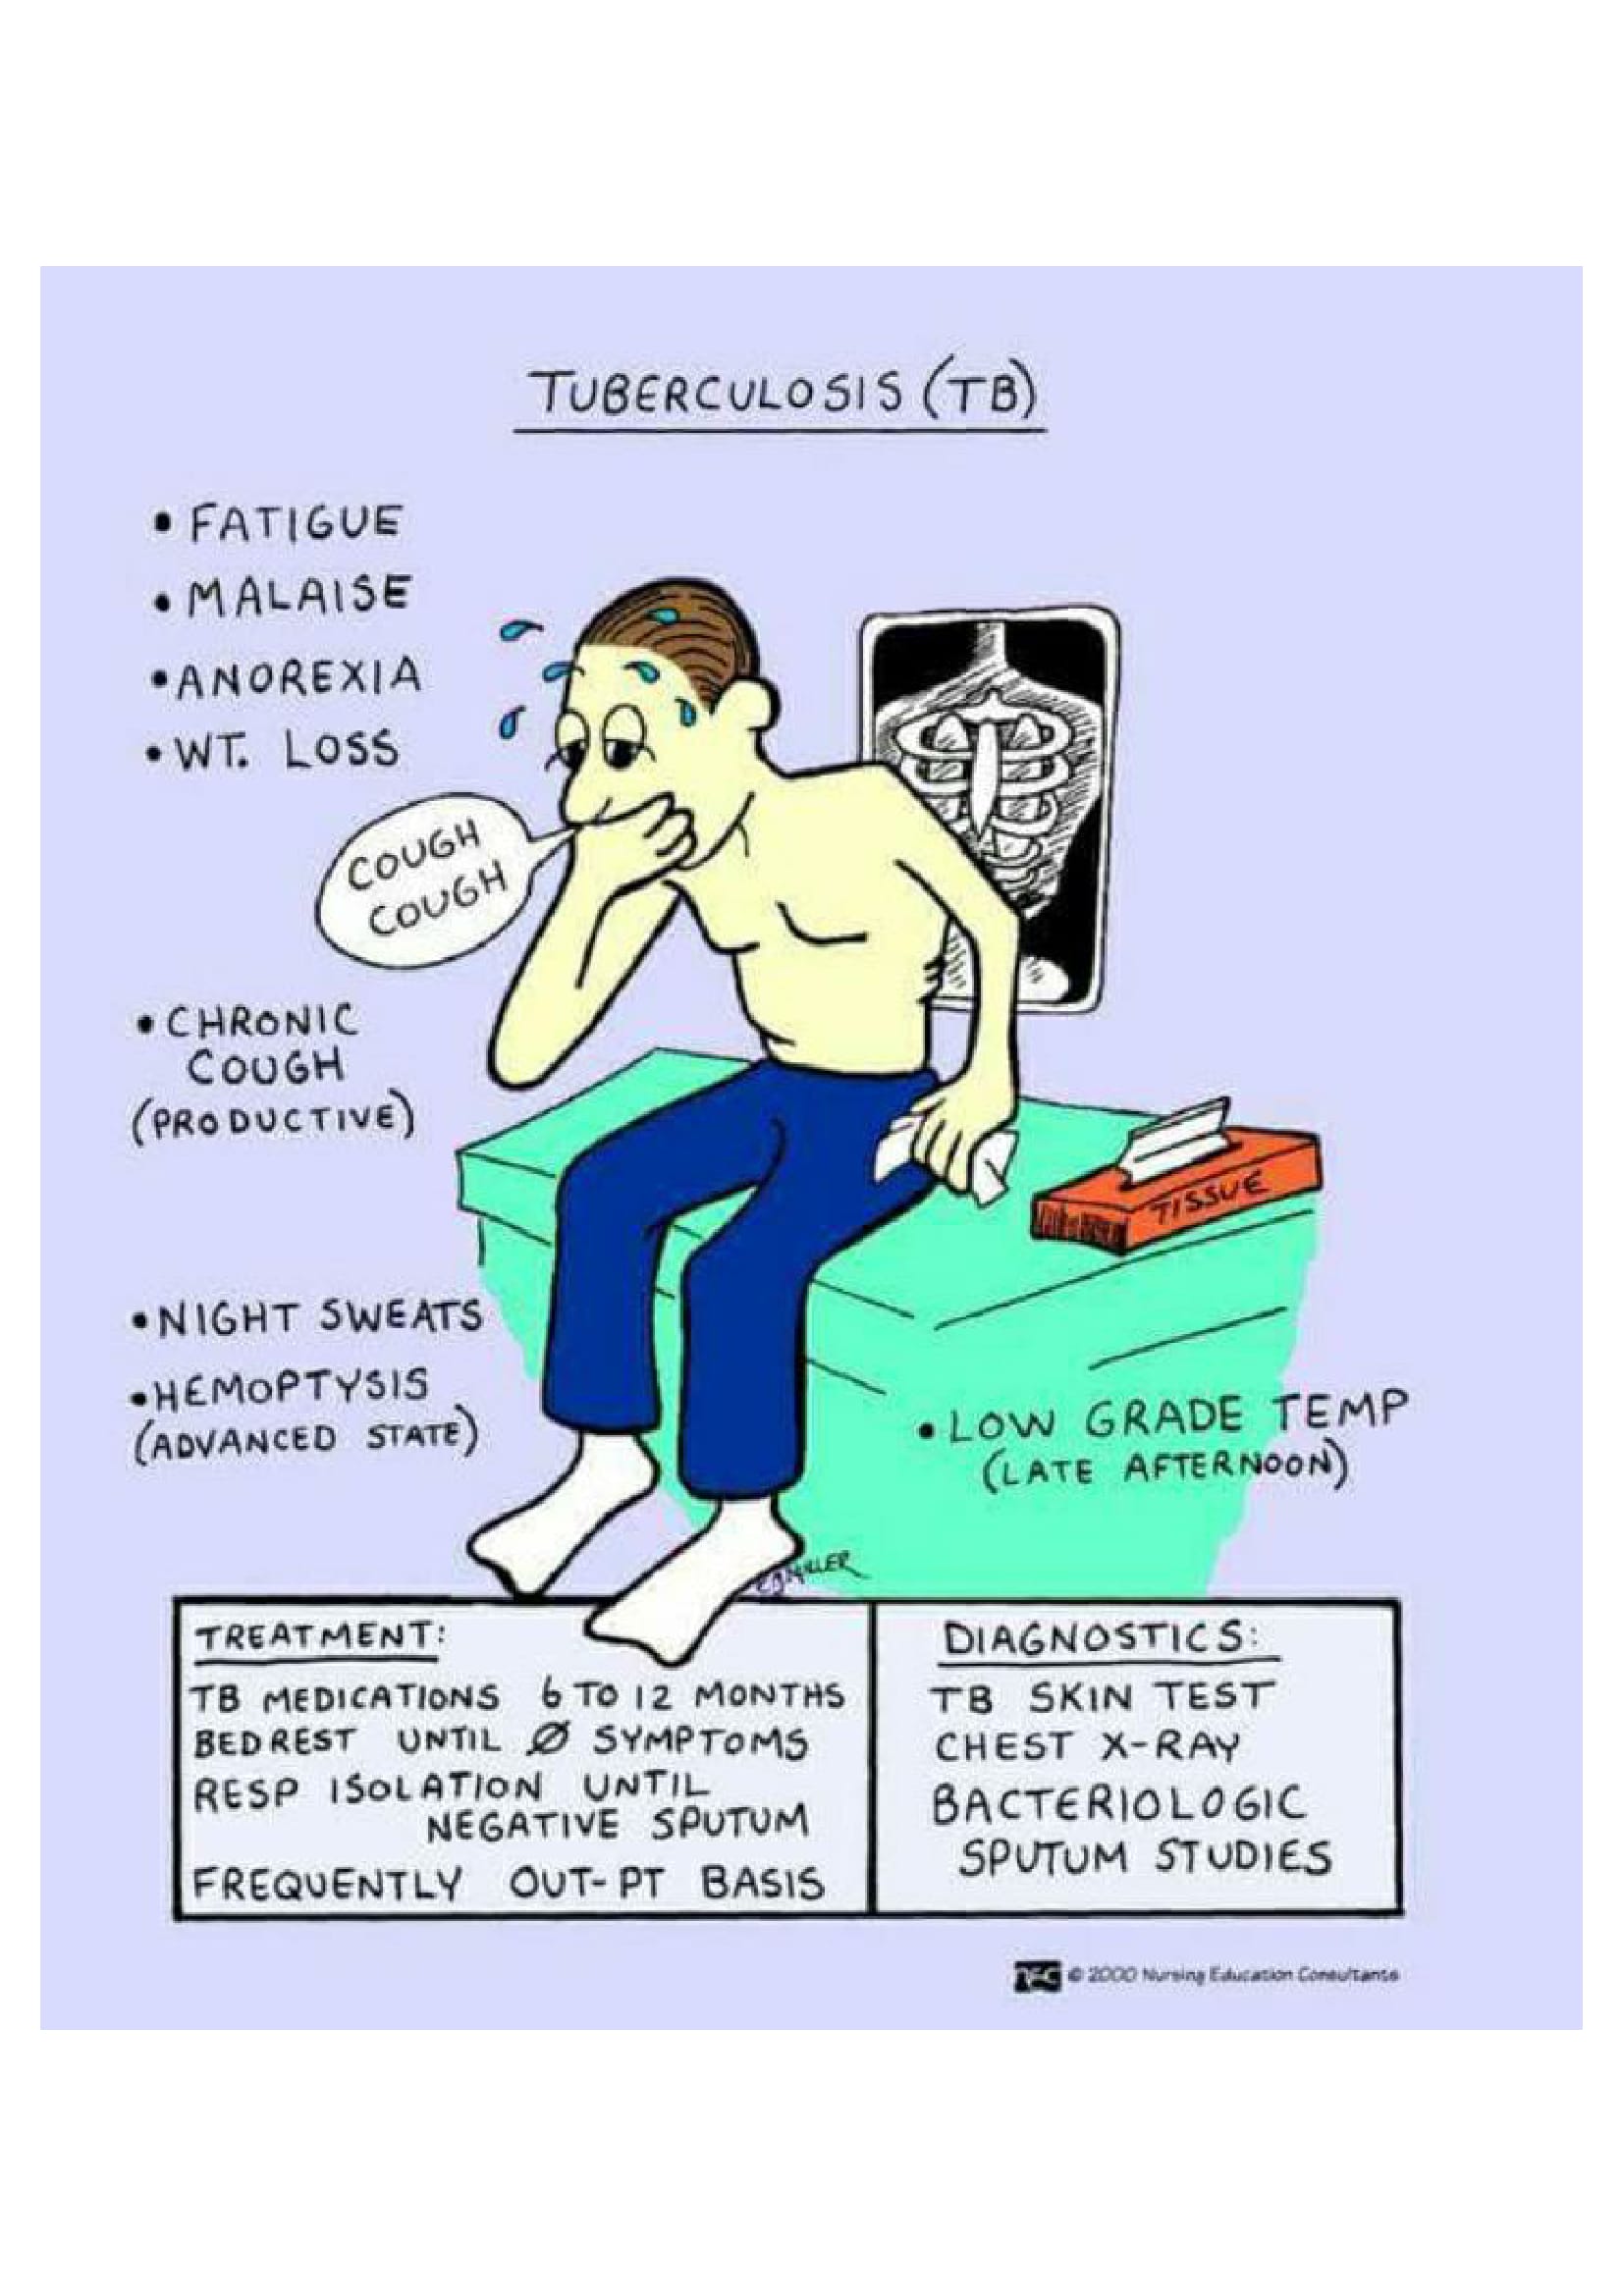 TUBERCULOSIS (TB)
• FATIGUE
• MALAISE
• ANOREXIA
• WT. LOSS
COUGH
COUGH
• CHRONIC
COUGH
(PRODUCTIVE)
TISSUE
• NIGHT SWEATS
• HEMOPTYSIS
(ADVANCED STATE)
• LOW GRADE TEMP
(LATE AFTERNOON)
TREATMENT:
TB MEDICATIONS 6 TO 12 MONTHS
BEDREST UNTIL Ø SYMPTOMS
RESP ISOLATION UNTIL
NEGATIVE SPUTUM
FREQUENTLY OUT-PT BASIS
DIAGNOSTICS:
TB SKIN TEST
CHEST X-RAY
BACTERIOLOGIC
SPUTUM STUDIES
NEC © 2000 Nursing Education Consultants